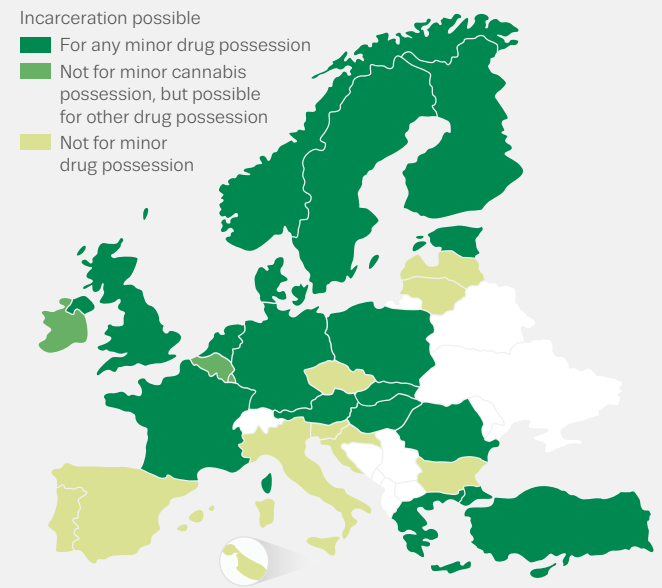 Incarceration possible
For any minor drug possession
Not for minor cannabis
possession, but possible
for other drug possession
Not for minor
drug possession